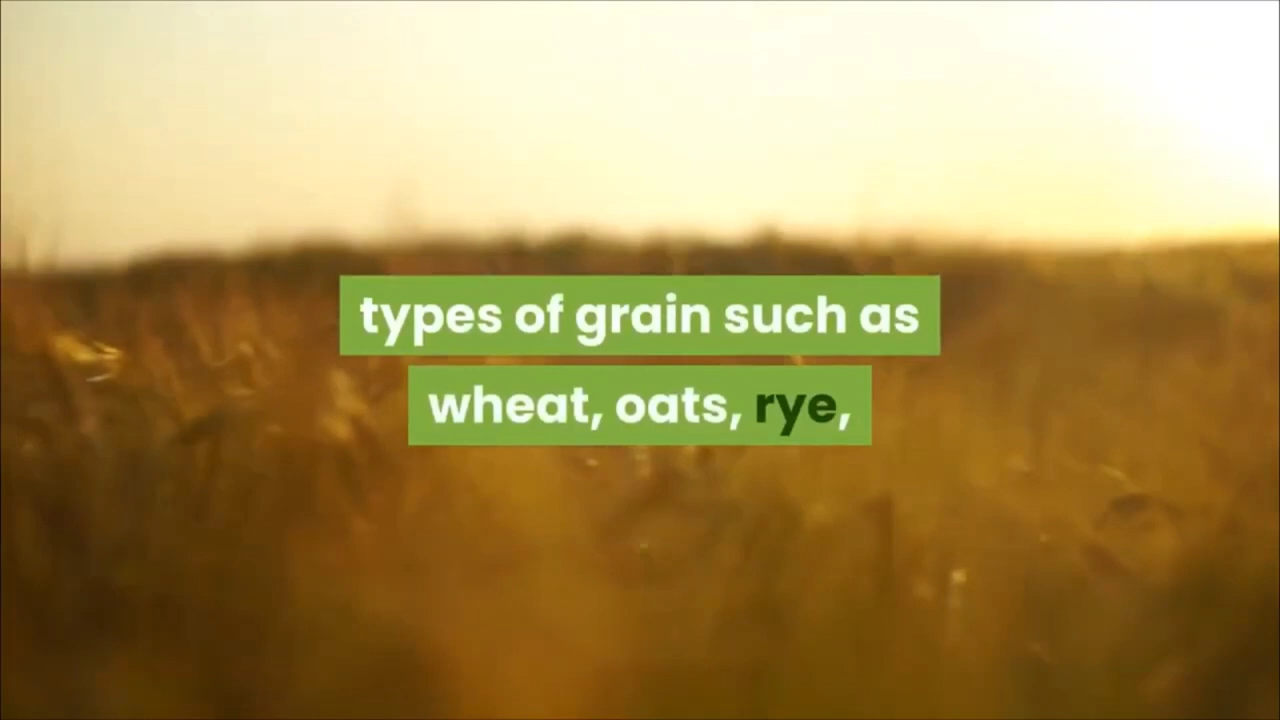 types of grain such as
wheat, oats, rye,